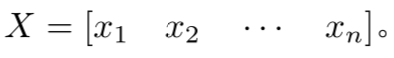 X = [x₁ x₂ ⋯ xₙ]。